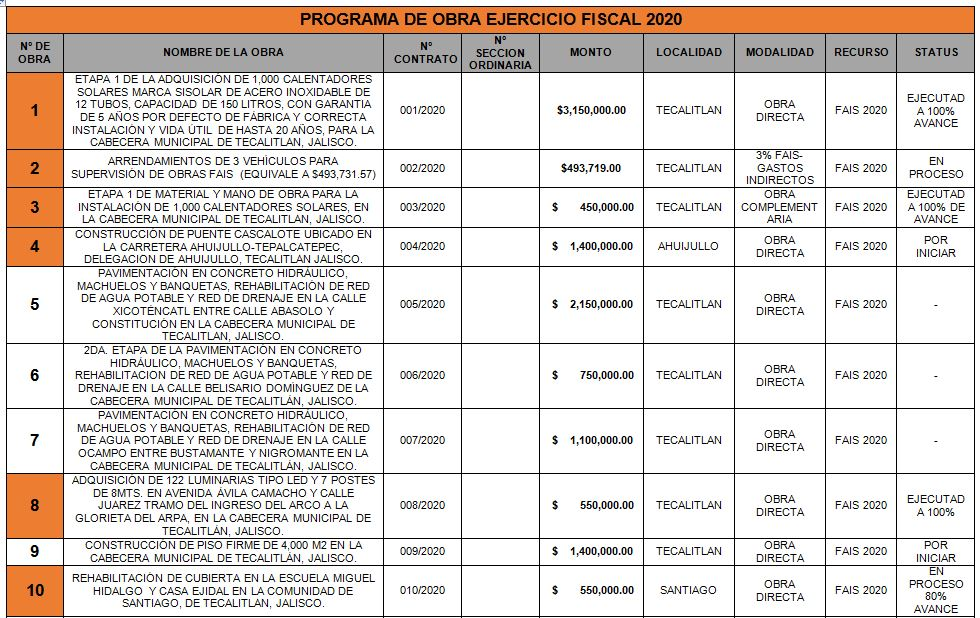 PROGRAMA DE OBRA EJERCICIO FISCAL 2020
Nº DE OBRA NOMBRE DE LA OBRA Nº CONTRATO Nº SECCION ORDINARIA MONTO LOCALIDAD MODALIDAD RECURSO STATUS
1
ETAPA 1 DE LA ADQUISICIÓN DE 1,000 CALENTADORES
SOLARES MARCA SISOLAR DE ACERO INOXIDABLE DE
12 TUBOS, CAPACIDAD DE 150 LITROS, CON GARANTIA
DE 5 AÑOS POR DEFECTO DE FÁBRICA Y CORRECTA
INSTALACIÓN Y VIDA ÚTIL DE HASTA 20 AÑOS, PARA LA
CABECERA MUNICIPAL DE TECALITLAN, JALISCO.
001/2020
$3,150,000.00
TECALITLAN
OBRA
DIRECTA
FAIS 2020
EJECUTAD
A 100%
AVANCE
2
ARRENDAMIENTOS DE 3 VEHÍCULOS PARA
SUPERVISIÓN DE OBRAS FAIS (EQUIVALE A $493,731.57)
002/2020
$493,719.00
TECALITLAN
3% FAIS-
GASTOS
INDIRECTOS
FAIS 2020
EN
PROCESO
3
ETAPA 1 DE MATERIAL Y MANO DE OBRA PARA LA
INSTALACIÓN DE 1,000 CALENTADORES SOLARES, EN
LA CABECERA MUNICIPAL DE TECALITLAN, JALISCO.
003/2020
$ 450,000.00
TECALITLAN
OBRA
COMPLEMENT
ARIA
FAIS 2020
EJECUTAD
A 100% DE
AVANCE
4
CONSTRUCCIÓN DE PUENTE CASCALOTE UBICADO EN
LA CARRETERA AHUIJULLO-TEPALCATEPEC,
DELEGACION DE AHUIJULLO, TECALITLAN JALISCO.
004/2020
$ 1,400,000.00
AHUIJULLO
OBRA
DIRECTA
FAIS 2020
POR
INICIAR
5
PAVIMENTACIÓN EN CONCRETO HIDRÁULICO,
MACHUELOS Y BANQUETAS, REHABILITACIÓN DE RED
DE AGUA POTABLE Y RED DE DRENAJE EN LA CALLE
XICOTÉNCATL ENTRE CALLE ABASOLO Y
CONSTITUCIÓN EN LA CABECERA MUNICIPAL DE
TECALITLAN, JALISCO.
005/2020
$ 2,150,000.00
TECALITLAN
OBRA
DIRECTA
FAIS 2020
-
6
2DA. ETAPA DE LA PAVIMENTACIÓN EN CONCRETO
HIDRÁULICO, MACHUELOS Y BANQUETAS,
REHABILITACION DE RED DE AGUA POTABLE Y RED DE
DRENAJE EN LA CALLE BELISARIO DOMÍNGUEZ DE LA
CABECERA MUNICIPAL DE TECALITLÁN, JALISCO.
006/2020
$ 750,000.00
TECALITLAN
OBRA
DIRECTA
FAIS 2020
-
7
PAVIMENTACIÓN EN CONCRETO HIDRÁULICO,
MACHUELOS Y BANQUETAS, REHABILITACIÓN DE RED
DE AGUA POTABLE Y RED DE DRENAJE EN LA CALLE
OCAMPO ENTRE BUSTAMANTE Y NIGROMANTE EN LA
CABECERA MUNICIPAL DE TECALITLÁN, JALISCO.
007/2020
$ 1,100,000.00
TECALITLAN
OBRA
DIRECTA
FAIS 2020
-
8
ADQUISICIÓN DE 122 LUMINARIAS TIPO LED Y 7 POSTES
DE 8MTS. EN AVENIDA ÁVILA CAMACHO Y CALLE
JUAREZ TRAMO DEL INGRESO DEL ARCO A LA
GLORIETA DEL ARPA, EN LA CABECERA MUNICIPAL DE
TECALITLÁN, JALISCO.
008/2020
$ 550,000.00
TECALITLAN
OBRA
DIRECTA
FAIS 2020
EJECUTAD
A 100%
9
CONSTRUCCIÓN DE PISO FIRME DE 4,000 M2 EN LA
CABECERA MUNICIPAL DE TECALITLÁN, JALISCO.
009/2020
$ 1,400,000.00
TECALITLAN
OBRA
DIRECTA
FAIS 2020
POR
INICIAR
10
REHABILITACIÓN DE CUBIERTA EN LA ESCUELA MIGUEL
HIDALGO Y CASA EJIDAL EN LA COMUNIDAD DE
SANTIAGO, DE TECALITLAN, JALISCO.
010/2020
$ 550,000.00
SANTIAGO
OBRA
DIRECTA
FAIS 2020
EN
PROCESO
80%
AVANCE